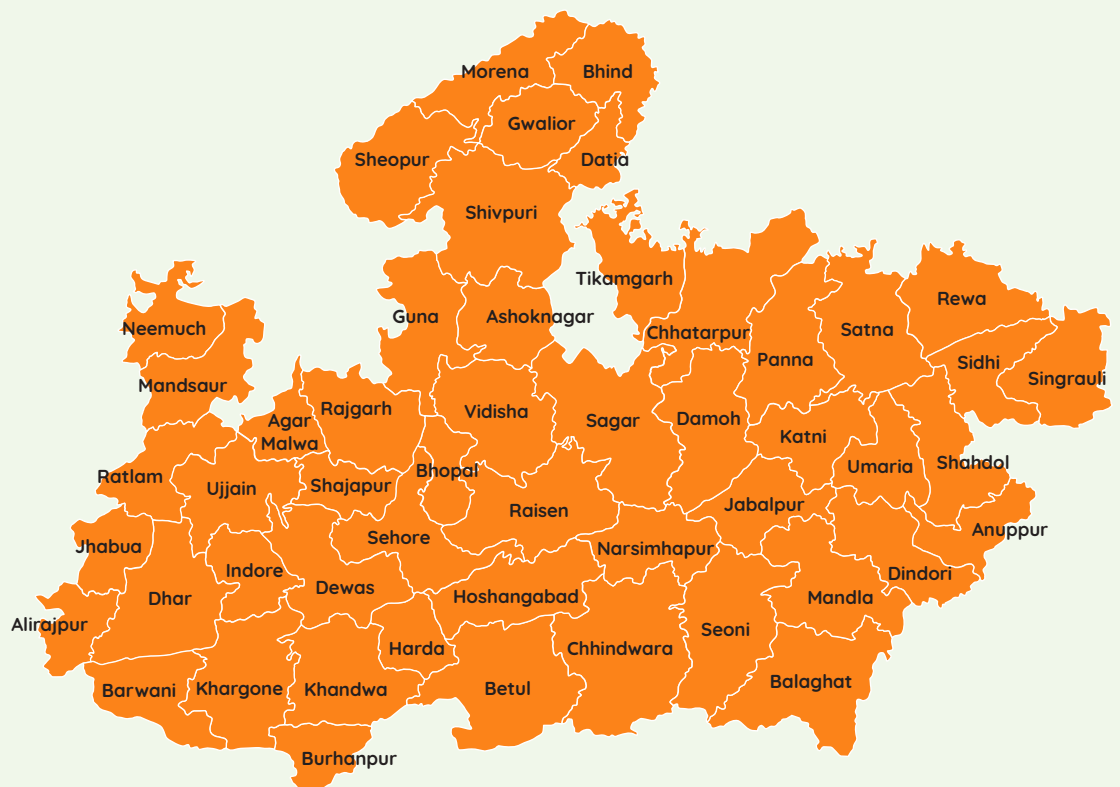 Morena
Bhind
Gwalior
Sheopur
Datia
Shivpuri
Tikamgarh
Guna
Ashoknagar
Rewa
Neemuch
Chhatarpur
Satna
Panna
Sidhi
Singrauli
Mandsaur
Rajgarh
Vidisha
Agar
Malwa
Sagar
Damoh
Katni
Ratlam
Ujjain
Shajapur
Bhopal
Umaria
Shahdol
Raisen
Jabalpur
Anuppur
Jhabua
Sehore
Narsimhapur
Indore
Dewas
Dindori
Dhar
Hoshangabad
Mandla
Alirajpur
Seoni
Harda
Chhindwara
Barwani
Khargone
Khandwa
Betul
Balaghat
Burhanpur